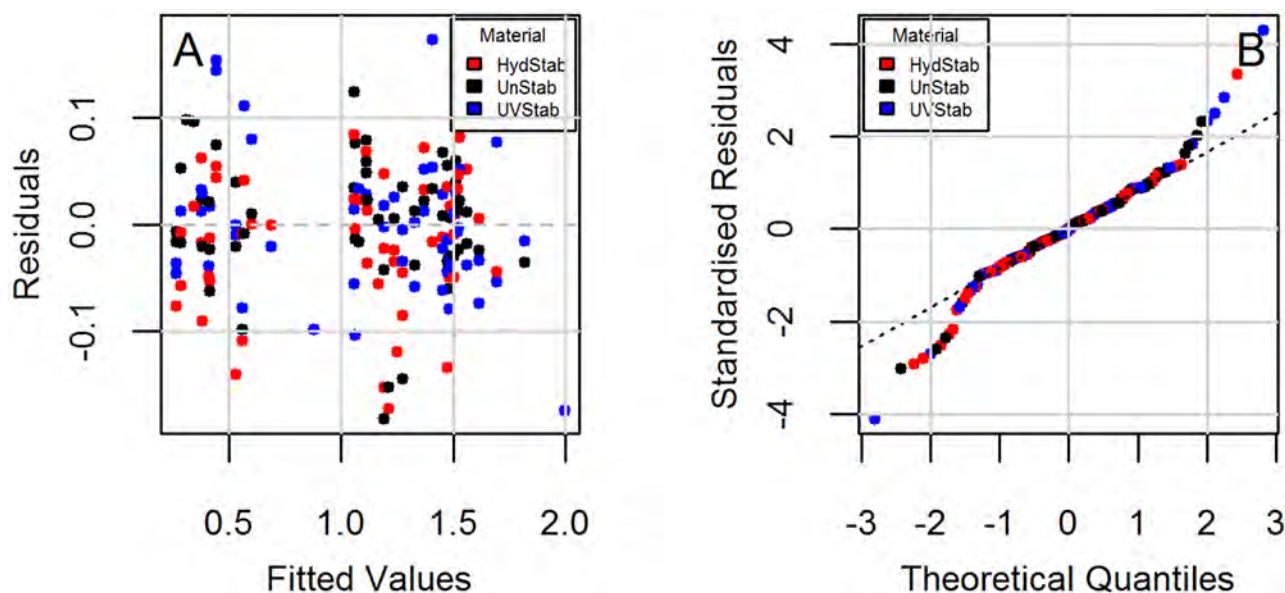 A
Material
HydStab
UnStab
UVStab
Residuals
0.1
0.0
-0.1
0.5 1.0 1.5 2.0
Fitted Values
B
Material
HydStab
UnStab
UVStab
Standardised Residuals
4
2
0
-2
-4
-3 -2 -1 0 1 2 3
Theoretical Quantiles